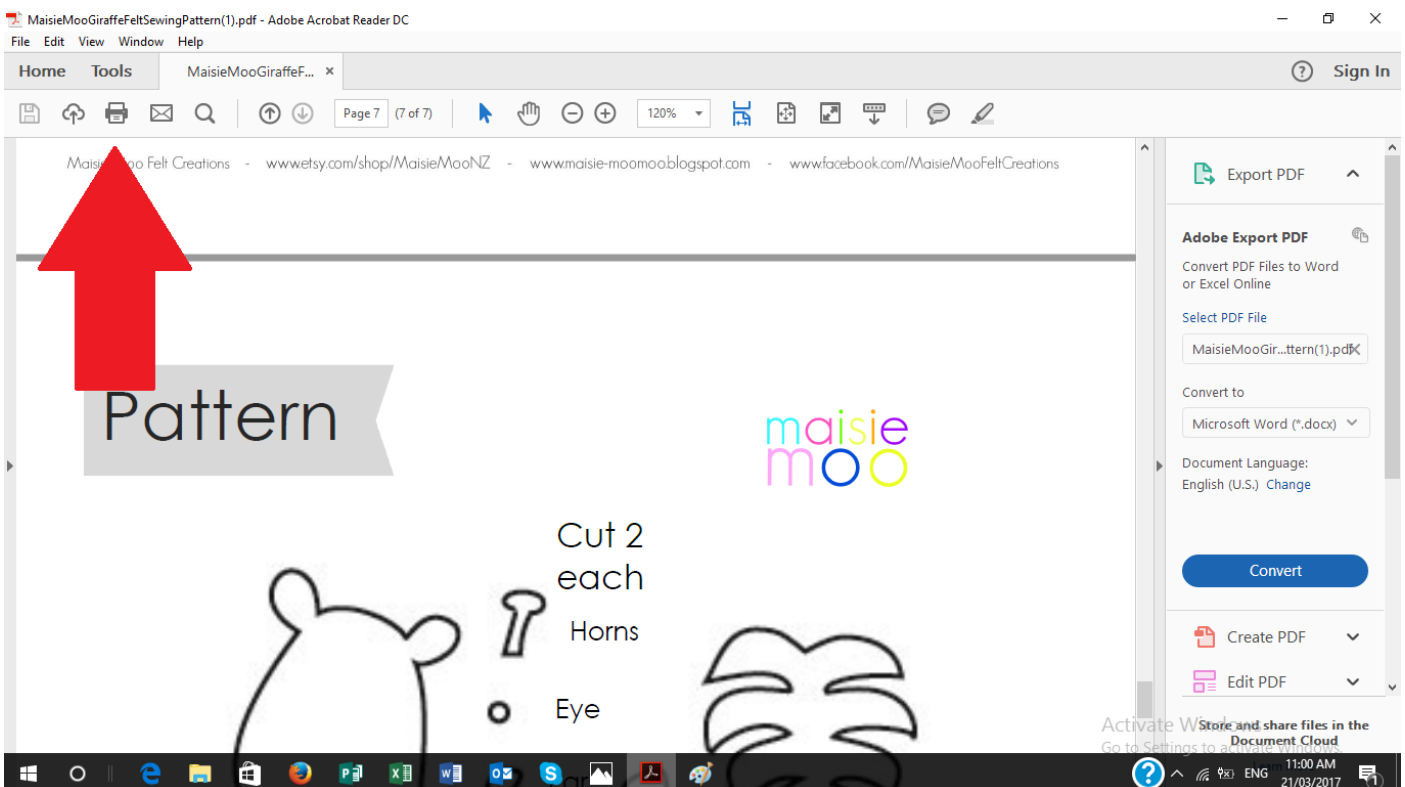 MaisieMooGiraffeFeltSewingPattern(1).pdf - Adobe Acrobat Reader DC
File Edit View Window Help
Home Tools MaisieMooGiraffeF... ×
? Sign In
Page 7 (7 of 7) 120%
Felt Creations - www.etsy.com/shop/MaisieMooNZ - www.maisie-moomoo.blogspot.com - www.facebook.com/MaisieMooFeltCreations
Pattern
maisie
moo
Cut 2
each
Horns
Eye
Export PDF
Adobe Export PDF
Convert PDF Files to Word
or Excel Online
Select PDF File
MaisieMooGir...ttern(1).pdf
Convert to
Microsoft Word (*.docx)
Document Language:
English (U.S.) Change
Convert
Create PDF
Edit PDF
Store and share files in the
Document Cloud
Activate Windows
Go to Settings to activate Windows.
ENG
11:00 AM
21/03/2017